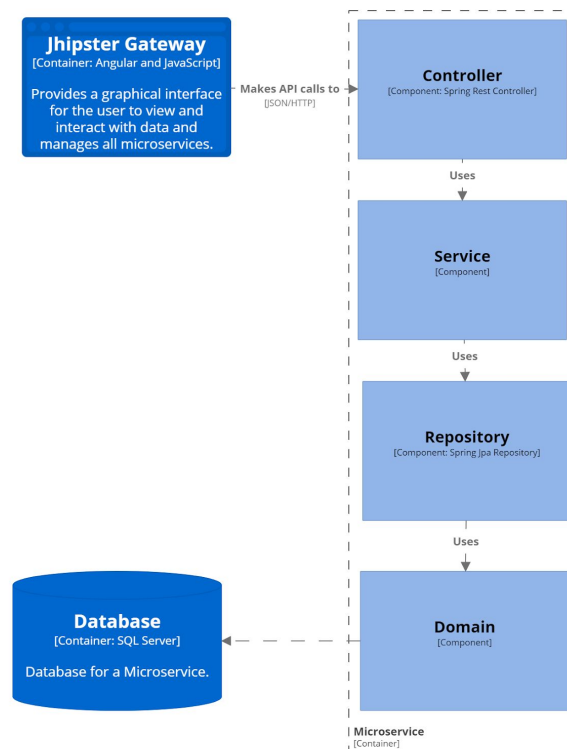 Jhipster Gateway
[Container: Angular and JavaScript]
Provides a graphical interface
for the user to view and
interact with data and
manages all microservices.
Makes API calls to
[JSON/HTTP]
Controller
[Component: Spring Rest Controller]
Uses
Service
[Component]
Uses
Repository
[Component: Spring Jpa Repository]
Uses
Domain
[Component]
Database
[Container: SQL Server]
Database for a Microservice.
Microservice
[Container]